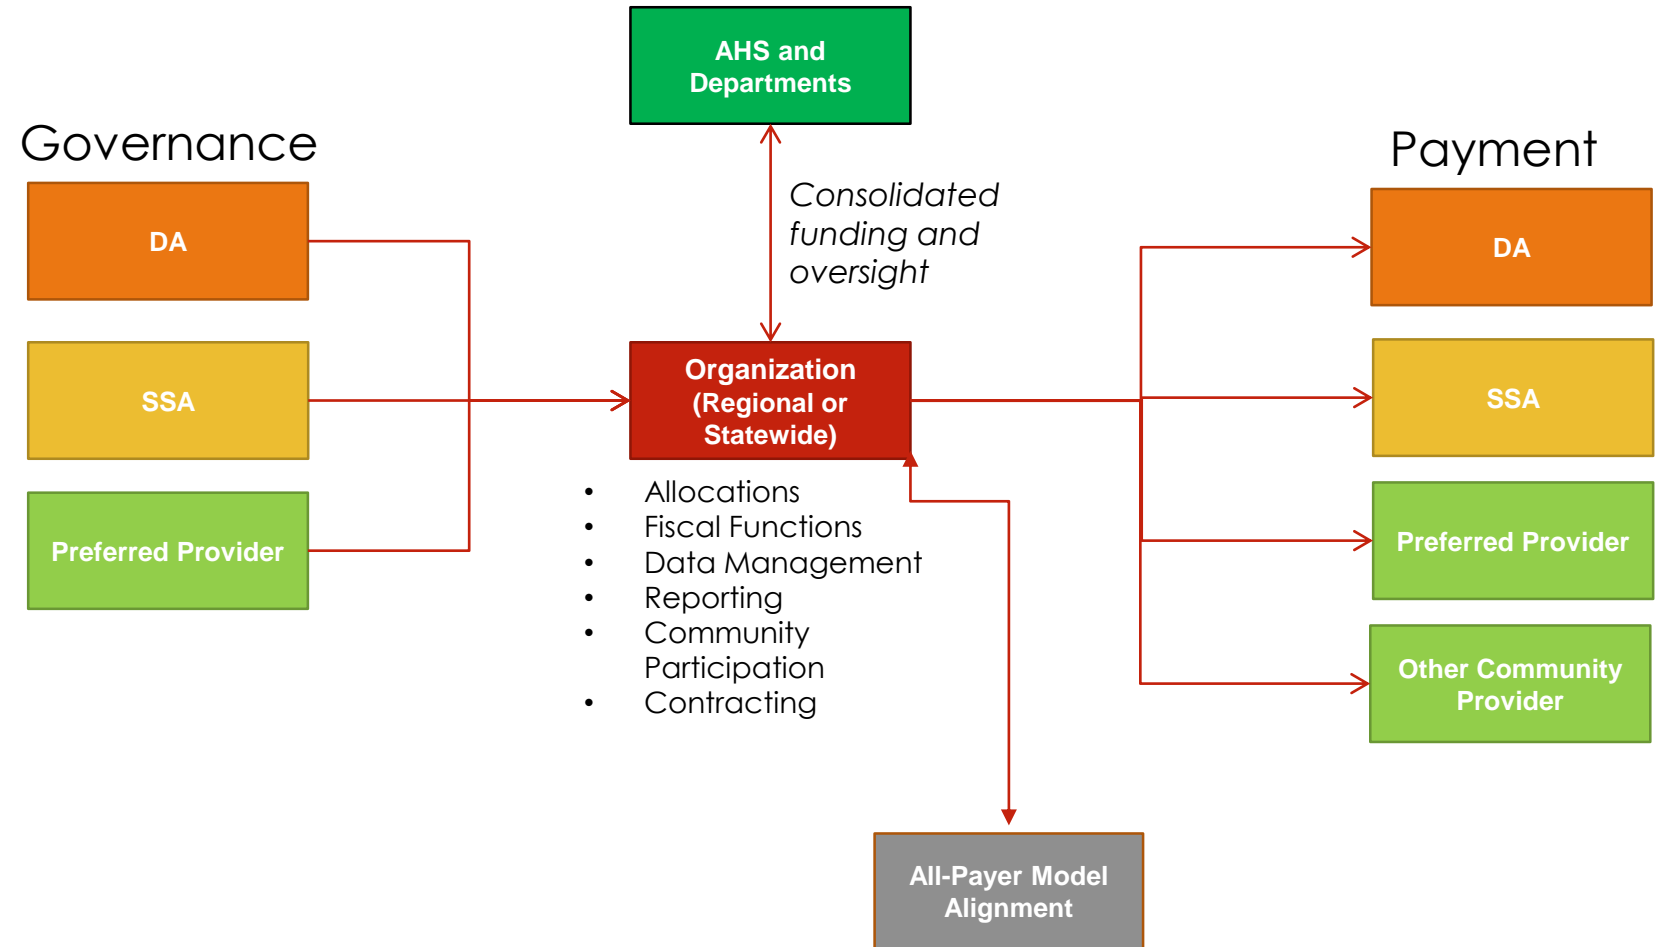 AHS and
Departments
Governance
Payment
DA
SSA
Preferred Provider
Consolidated
funding and
oversight
Organization
(Regional or
Statewide)
• Allocations
• Fiscal Functions
• Data Management
• Reporting
• Community
Participation
• Contracting
DA
SSA
Preferred Provider
Other Community
Provider
All-Payer Model
Alignment